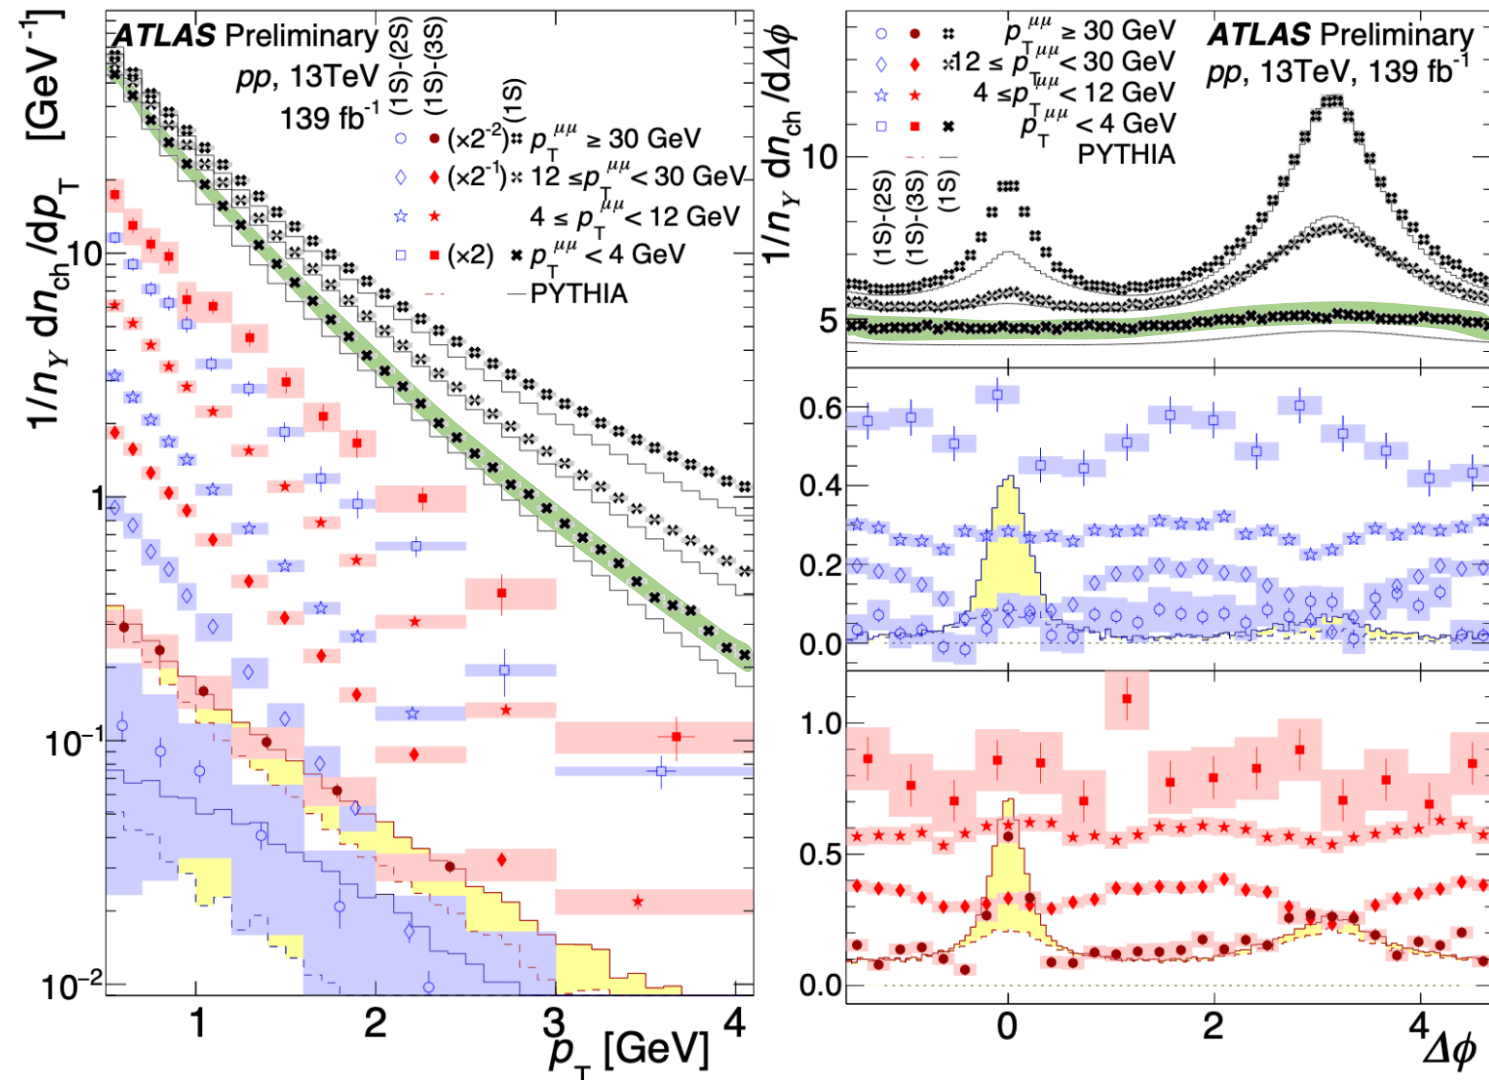 ATLAS Preliminary
pp, 13TeV
139 fb⁻¹
(1S)-(2S)
(1S)-(3S)
(1S)
(×2⁻²) p_T^μμ ≥ 30 GeV
(×2⁻¹) 12 ≤ p_T^μμ < 30 GeV
4 ≤ p_T^μμ < 12 GeV
(×2) p_T^μμ < 4 GeV
PYTHIA
1/n_Y dn_ch/dp_T [GeV⁻¹]
10
1
10⁻¹
10⁻²
1 2 3 4
p_T [GeV]
ATLAS Preliminary
pp, 13TeV, 139 fb⁻¹
p_T^μμ ≥ 30 GeV
12 ≤ p_T^μμ < 30 GeV
4 ≤ p_T^μμ < 12 GeV
p_T^μμ < 4 GeV
PYTHIA
(1S)-(2S)
(1S)-(3S)
(1S)
1/n_Y dn_ch/dΔϕ
10
5
0.6
0.4
0.2
0.0
1.0
0.5
0.0
0 2 4
Δϕ